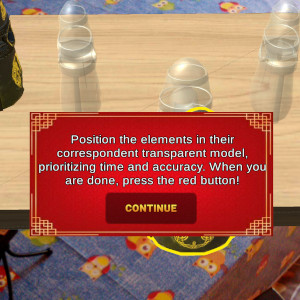 Position the elements in their
correspondent transparent model,
prioritizing time and accuracy. When you
are done, press the red button!
CONTINUE